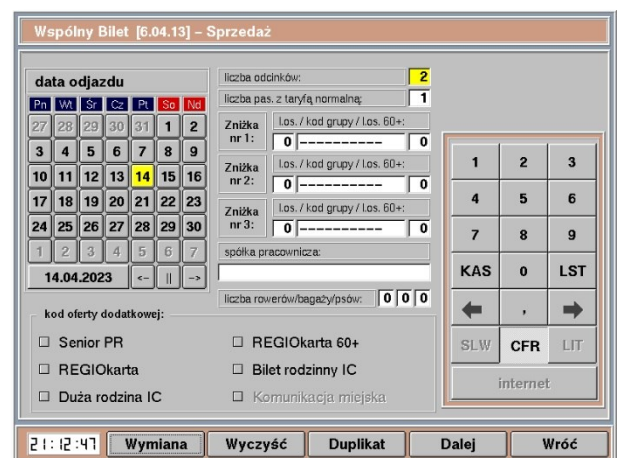 Wspólny Bilet [6.04.13] – Sprzedaż
data odjazdu
Pn Wt Śr Cz Pt So Nd
27 28 29 30 31 1 2
3 4 5 6 7 8 9
10 11 12 13 14 15 16
17 18 19 20 21 22 23
24 25 26 27 28 29 30
1 2 3 4 5 6 7
14.04.2023 <- || ->
liczba odcinków: 2
liczba pas. z taryfą normalną: 1
Zniżka nr 1:
l.os. / kod grupy / l.os. 60+:
0 ---------- 0
Zniżka nr 2:
l.os. / kod grupy / l.os. 60+:
0 ---------- 0
Zniżka nr 3:
l.os. / kod grupy / l.os. 60+:
0 ---------- 0
spółka pracownicza:
liczba rowerów/bagaży/psów: 0 0 0
kod oferty dodatkowej:
Senior PR
REGIOkarta 60+
REGIOkarta
Bilet rodzinny IC
Duża rodzina IC
Komunikacja miejska
1 2 3
4 5 6
7 8 9
KAS 0 LST
,
SLW CFR LIT
internet
21:12:47 Wymiana Wyczyść Duplikat Dalej Wróć